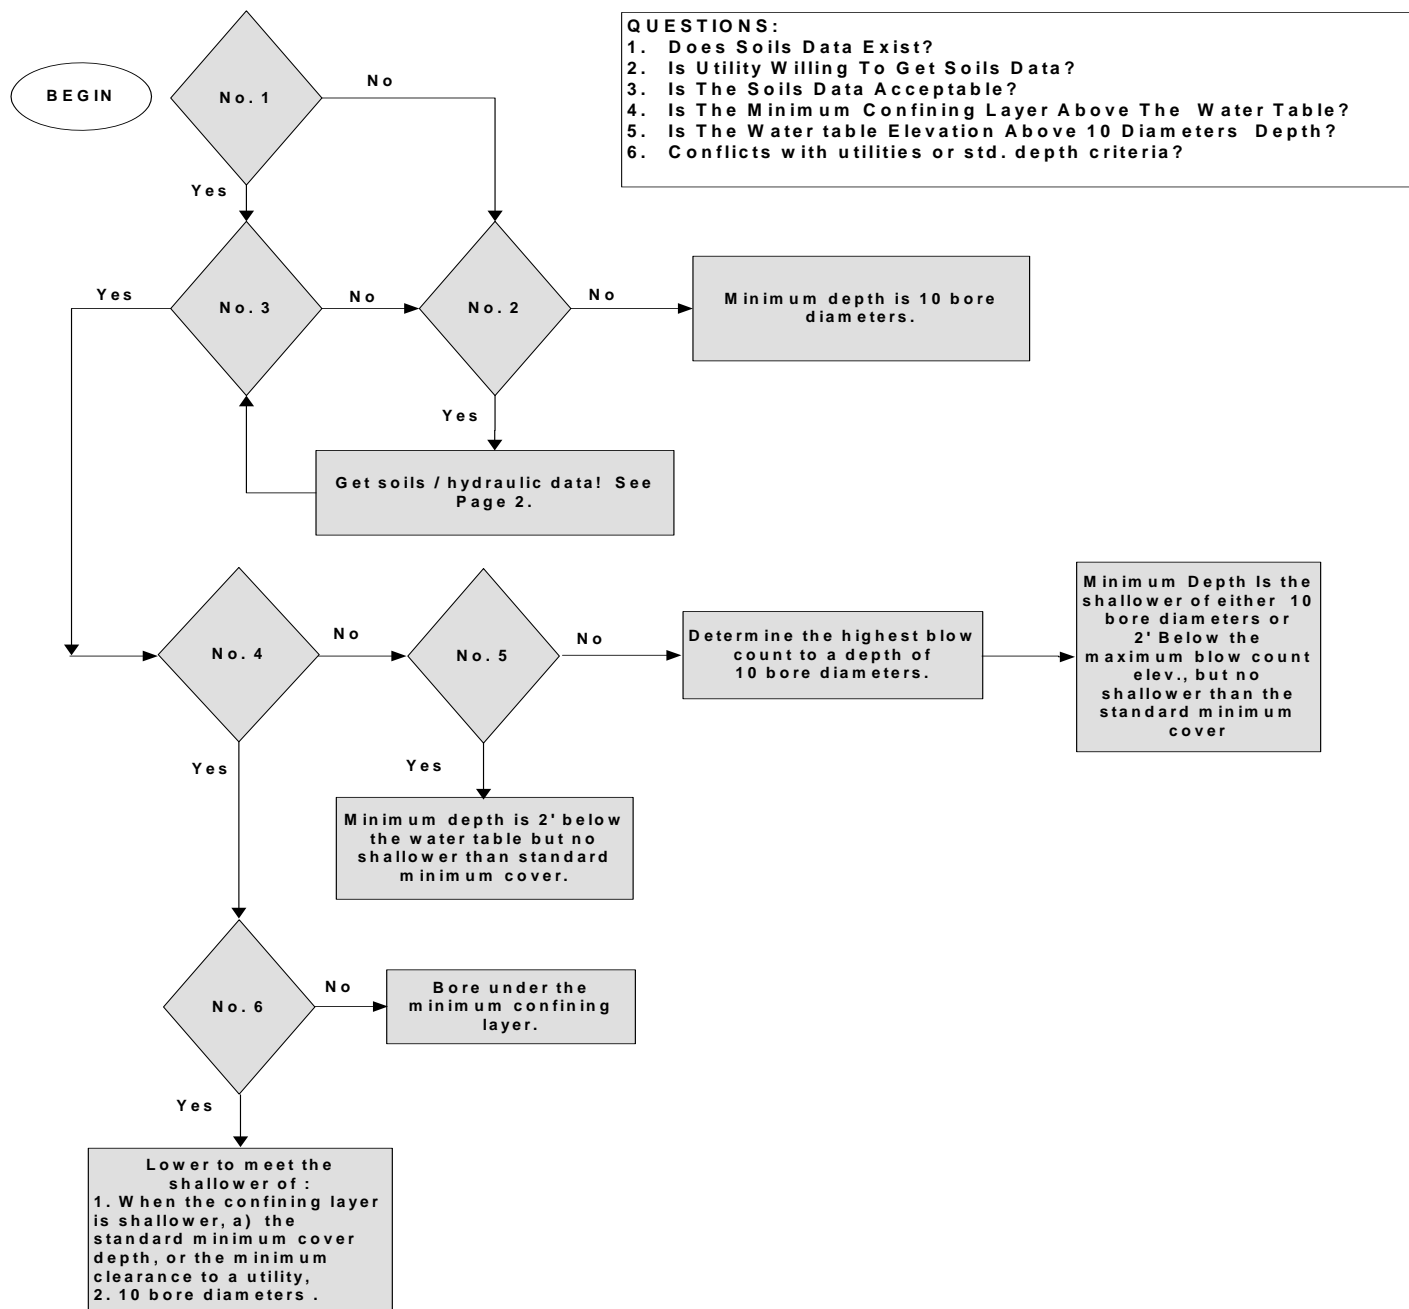 QUESTIONS:
1. Does Soils Data Exist?
2. Is Utility Willing To Get Soils Data?
3. Is The Soils Data Acceptable?
4. Is The Minimum Confining Layer Above The Water Table?
5. Is The Water table Elevation Above 10 Diameters Depth?
6. Conflicts with utilities or std. depth criteria?
BEGIN
No. 1
No
Yes
No. 3
Yes
No
No. 2
No
Minimum depth is 10 bore
diameters.
Yes
Get soils / hydraulic data! See
Page 2.
No. 4
No
No. 5
No
Determine the highest blow
count to a depth of
10 bore diameters.
Minimum Depth Is the
shallower of either 10
bore diameters or
2' Below the
maximum blow count
elev., but no
shallower than the
standard minimum
cover
Yes
Yes
Minimum depth is 2' below
the water table but no
shallower than standard
minimum cover.
No. 6
No
Bore under the
minimum confining
layer.
Yes
Lower to meet the
shallower of :
1. When the confining layer
is shallower, a) the
standard minimum cover
depth, or the minimum
clearance to a utility,
2. 10 bore diameters .